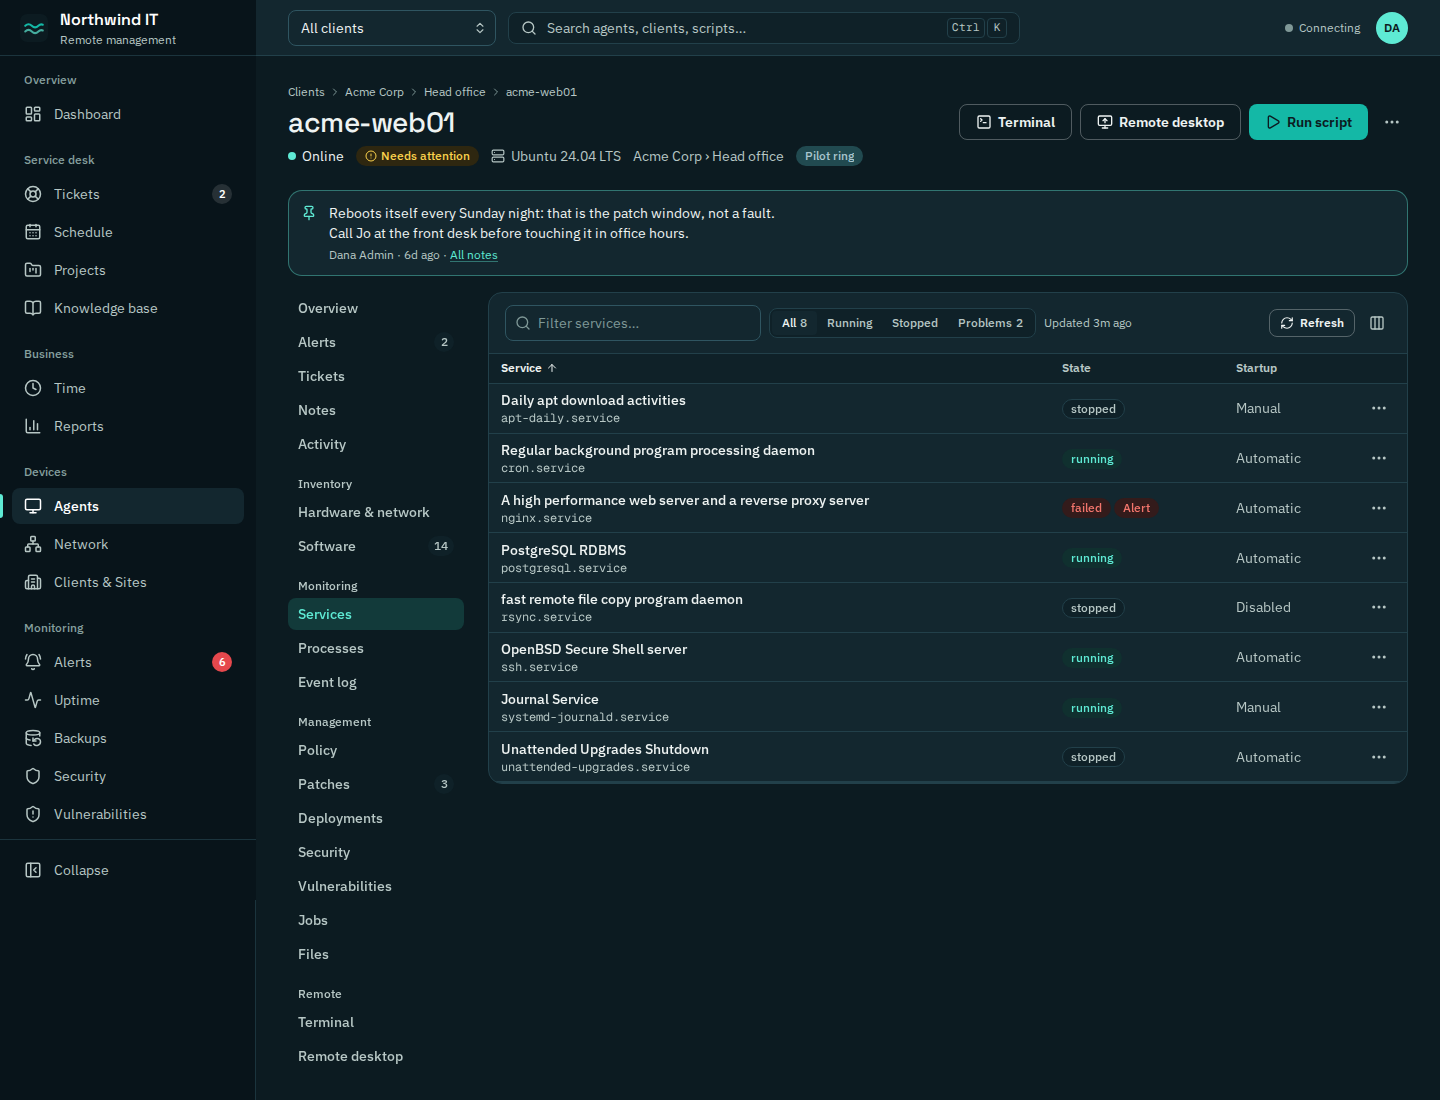 Northwind IT
Remote management
All clients
Search agents, clients, scripts...
Ctrl K
Connecting
DA
Overview
Dashboard
Service desk
Tickets 2
Schedule
Projects
Knowledge base
Business
Time
Reports
Devices
Agents
Network
Clients & Sites
Monitoring
Alerts 6
Uptime
Backups
Security
Vulnerabilities
Collapse
Clients > Acme Corp > Head office > acme-web01
acme-web01
Terminal
Remote desktop
Run script
Online
Needs attention
Ubuntu 24.04 LTS
Acme Corp › Head office
Pilot ring
Reboots itself every Sunday night: that is the patch window, not a fault.
Call Jo at the front desk before touching it in office hours.
Dana Admin · 6d ago · All notes
Overview
Alerts 2
Tickets
Notes
Activity
Inventory
Hardware & network
Software 14
Monitoring
Services
Processes
Event log
Management
Policy
Patches 3
Deployments
Security
Vulnerabilities
Jobs
Files
Remote
Terminal
Remote desktop
Filter services...
All 8
Running
Stopped
Problems 2
Updated 3m ago
Refresh
Service ↑ State Startup
Daily apt download activities
apt-daily.service
stopped
Manual
Regular background program processing daemon
cron.service
running
Automatic
A high performance web server and a reverse proxy server
nginx.service
failed Alert
Automatic
PostgreSQL RDBMS
postgresql.service
running
Automatic
fast remote file copy program daemon
rsync.service
stopped
Disabled
OpenBSD Secure Shell server
ssh.service
running
Automatic
Journal Service
systemd-journald.service
running
Manual
Unattended Upgrades Shutdown
unattended-upgrades.service
stopped
Automatic